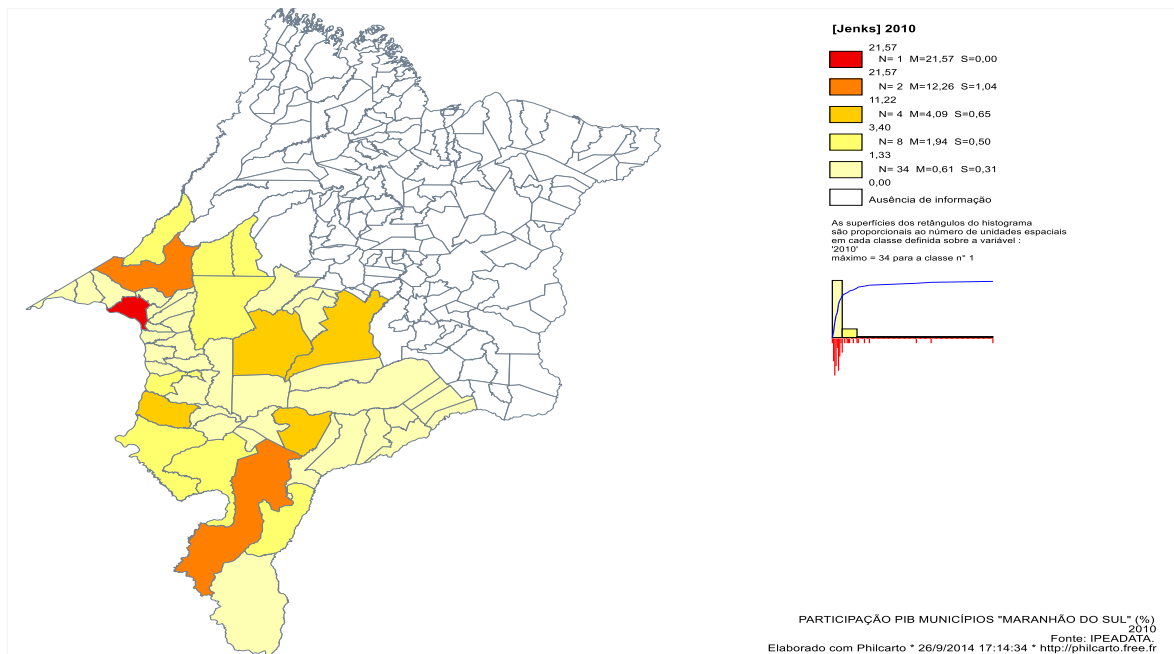 [Jenks] 2010
21,57
N= 1 M=21,57 S=0,00
21,57
N= 2 M=12,26 S=1,04
11,22
N= 4 M=4,09 S=0,65
3,40
N= 8 M=1,94 S=0,50
1,33
N= 34 M=0,61 S=0,31
0,00
Ausência de informação
As superfícies dos retângulos do histograma
são proporcionais ao número de unidades espaciais
em cada classe definida sobre a variável :
'2010'
máximo = 34 para a classe n° 1
PARTICIPAÇÃO PIB MUNICÍPIOS "MARANHÃO DO SUL" (%)
2010
Fonte: IPEADATA.
Elaborado com Philcarto * 26/9/2014 17:14:34 * http://philcarto.free.fr